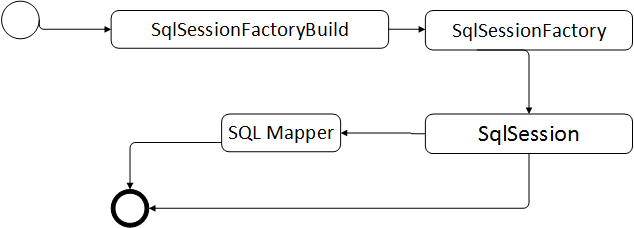 SqlSessionFactoryBuild
SqlSessionFactory
SQL Mapper
SqlSession